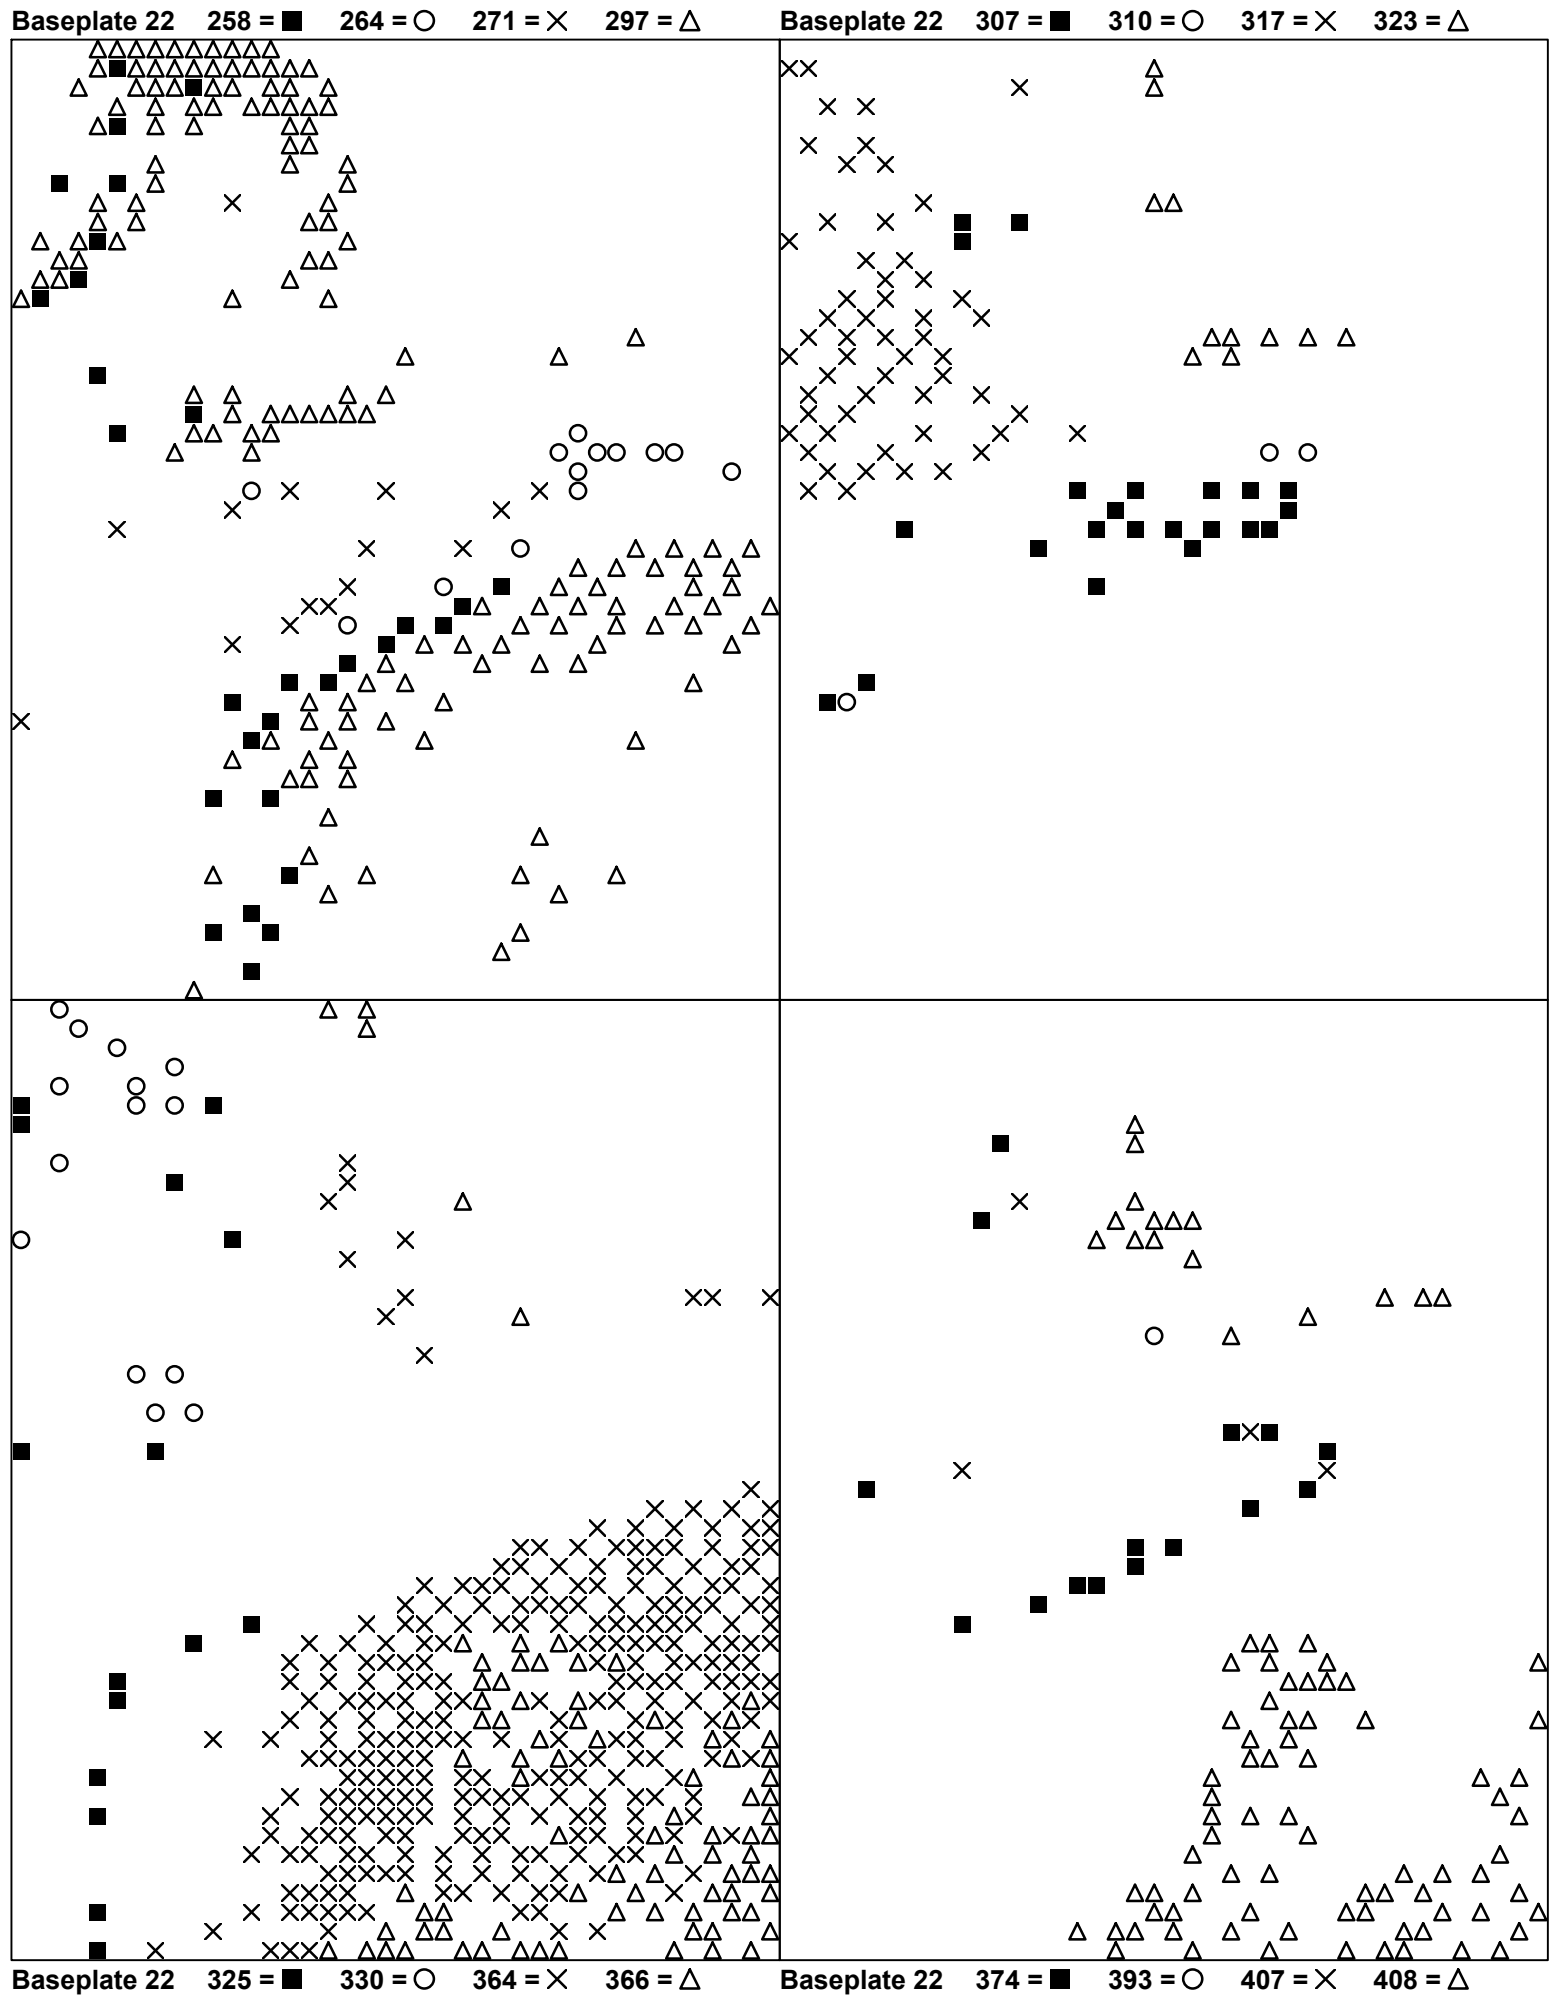 Baseplate 22 258 = ■ 264 = ○ 271 = × 297 = △
Baseplate 22 307 = ■ 310 = ○ 317 = × 323 = △
Baseplate 22 325 = ■ 330 = ○ 364 = × 366 = △
Baseplate 22 374 = ■ 393 = ○ 407 = × 408 = △